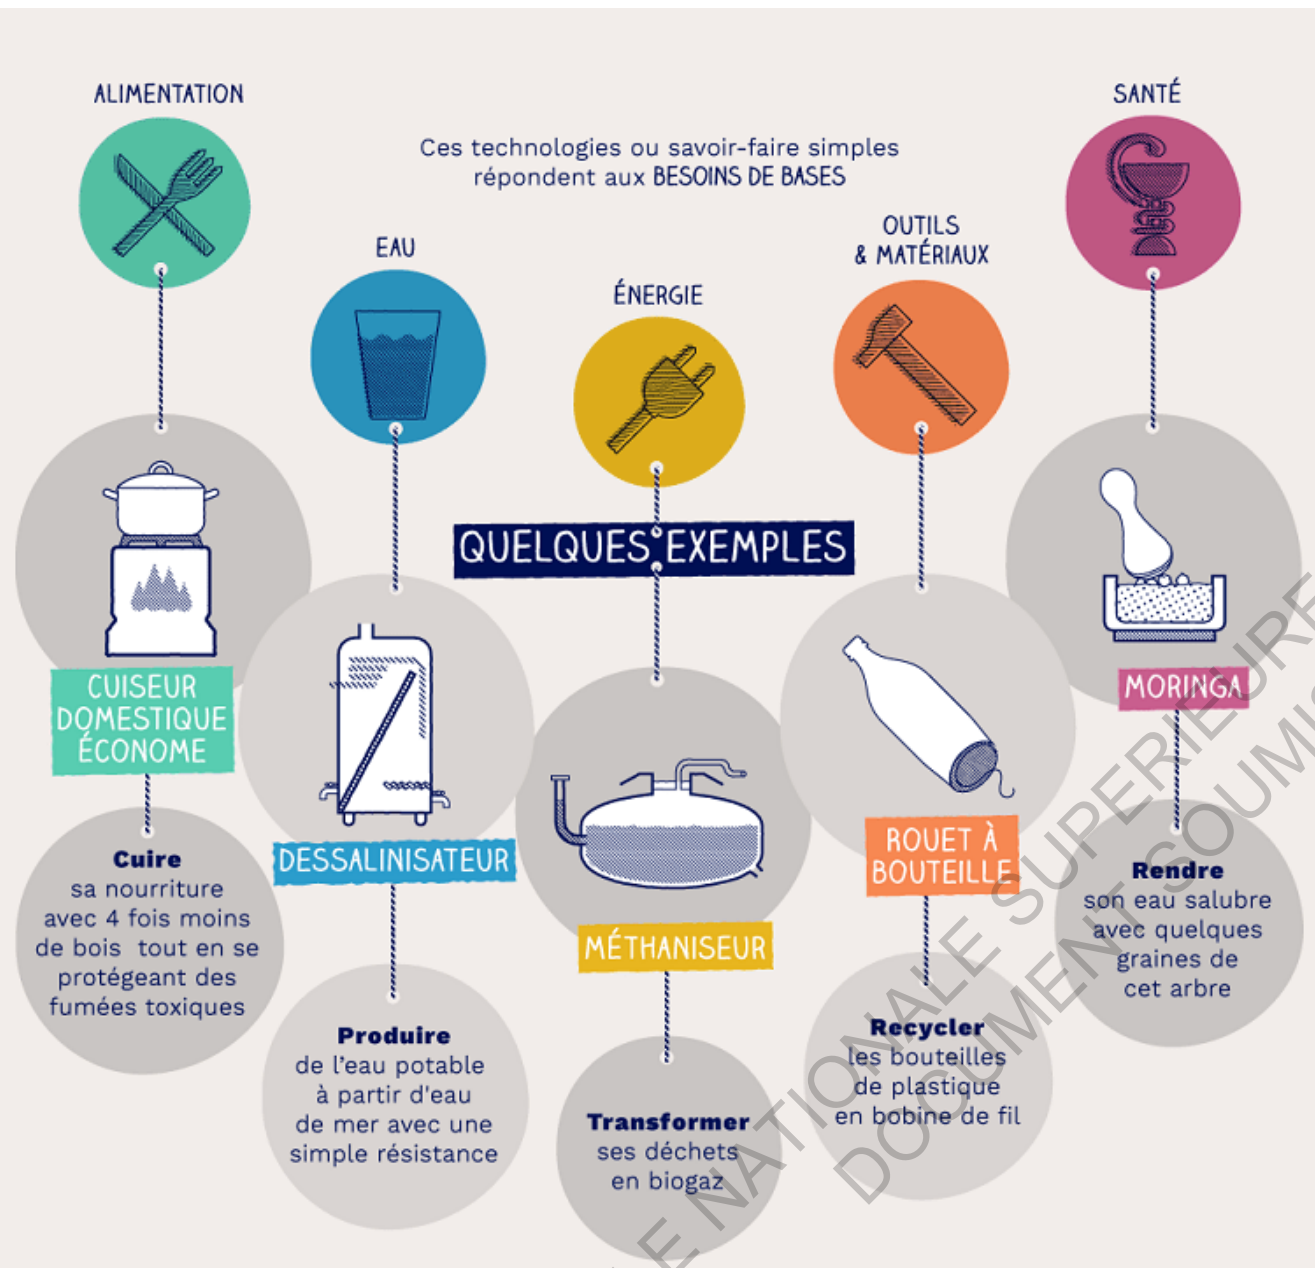 ALIMENTATION
Ces technologies ou savoir-faire simples
répondent aux BESOINS DE BASES
SANTÉ
EAU
ÉNERGIE
OUTILS
& MATÉRIAUX
QUELQUES EXEMPLES
CUISEUR
DOMESTIQUE
ÉCONOME
Cuire
sa nourriture
avec 4 fois moins
de bois tout en se
protégeant des
fumées toxiques
DESSALINISATEUR
Produire
de l'eau potable
à partir d'eau
de mer avec une
simple résistance
MÉTHANISEUR
Transformer
ses déchets
en biogaz
ROUET À
BOUTEILLE
Recycler
les bouteilles
de plastique
en bobine de fil
MORINGA
Rendre
son eau salubre
avec quelques
graines de
cet arbre
NATIONALE SUPERIEURE
DOCUMENT SOUMIS